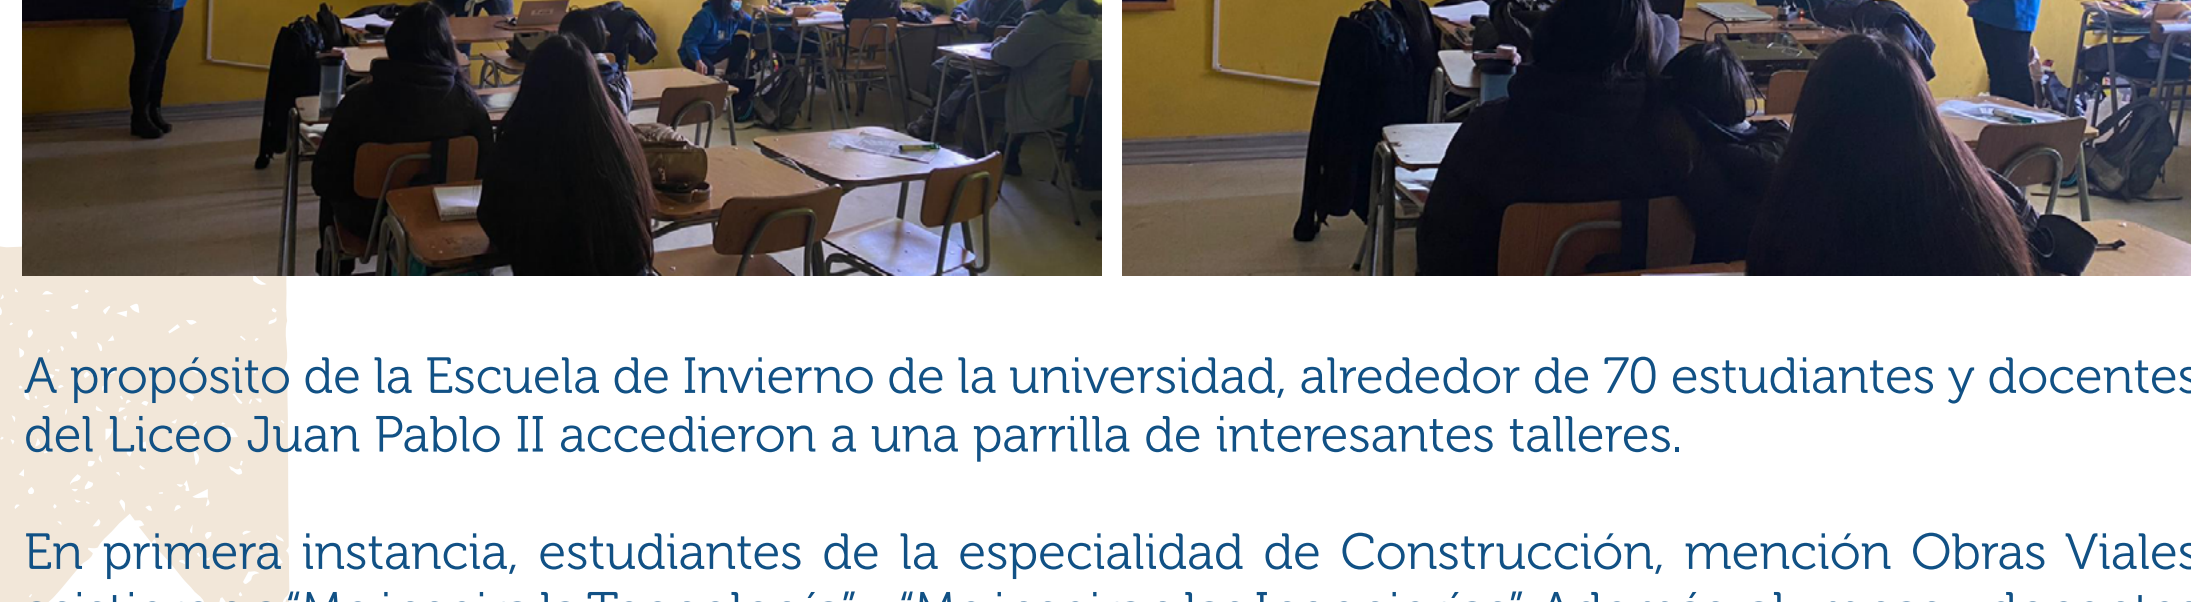 A propósito de la Escuela de Invierno de la universidad, alrededor de 70 estudiantes y docentes
del Liceo Juan Pablo II accedieron a una parrilla de interesantes talleres.
En primera instancia, estudiantes de la especialidad de Construcción, mención Obras Viales